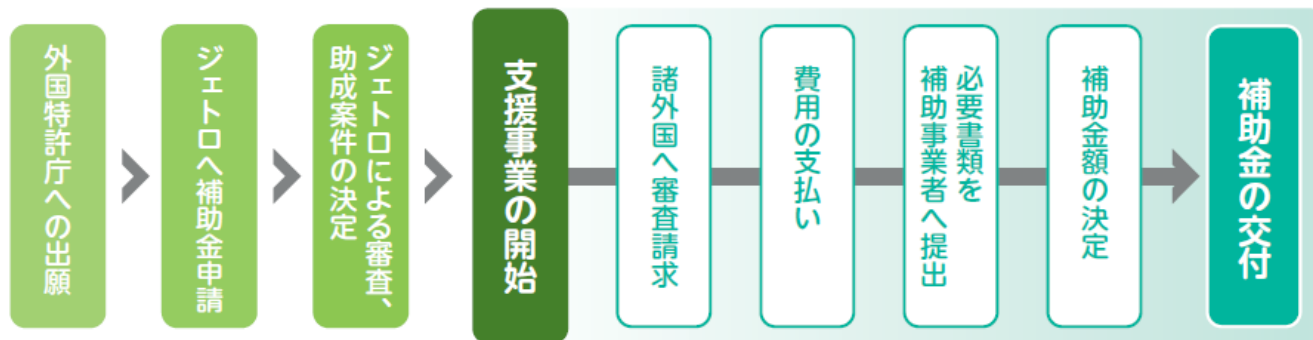 外国特許庁への出願
ジェトロへ補助金申請
ジェトロによる審査、
助成案件の決定
支援事業の開始
諸外国へ審査請求
費用の支払い
必要書類を
補助事業者へ提出
補助金額の決定
補助金の交付